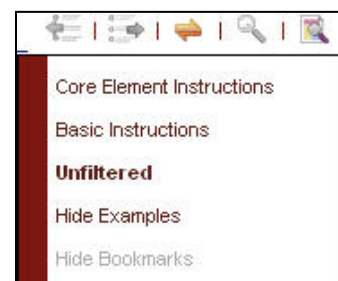 Core Element Instructions
Basic Instructions
Unfiltered
Hide Examples
Hide Bookmarks